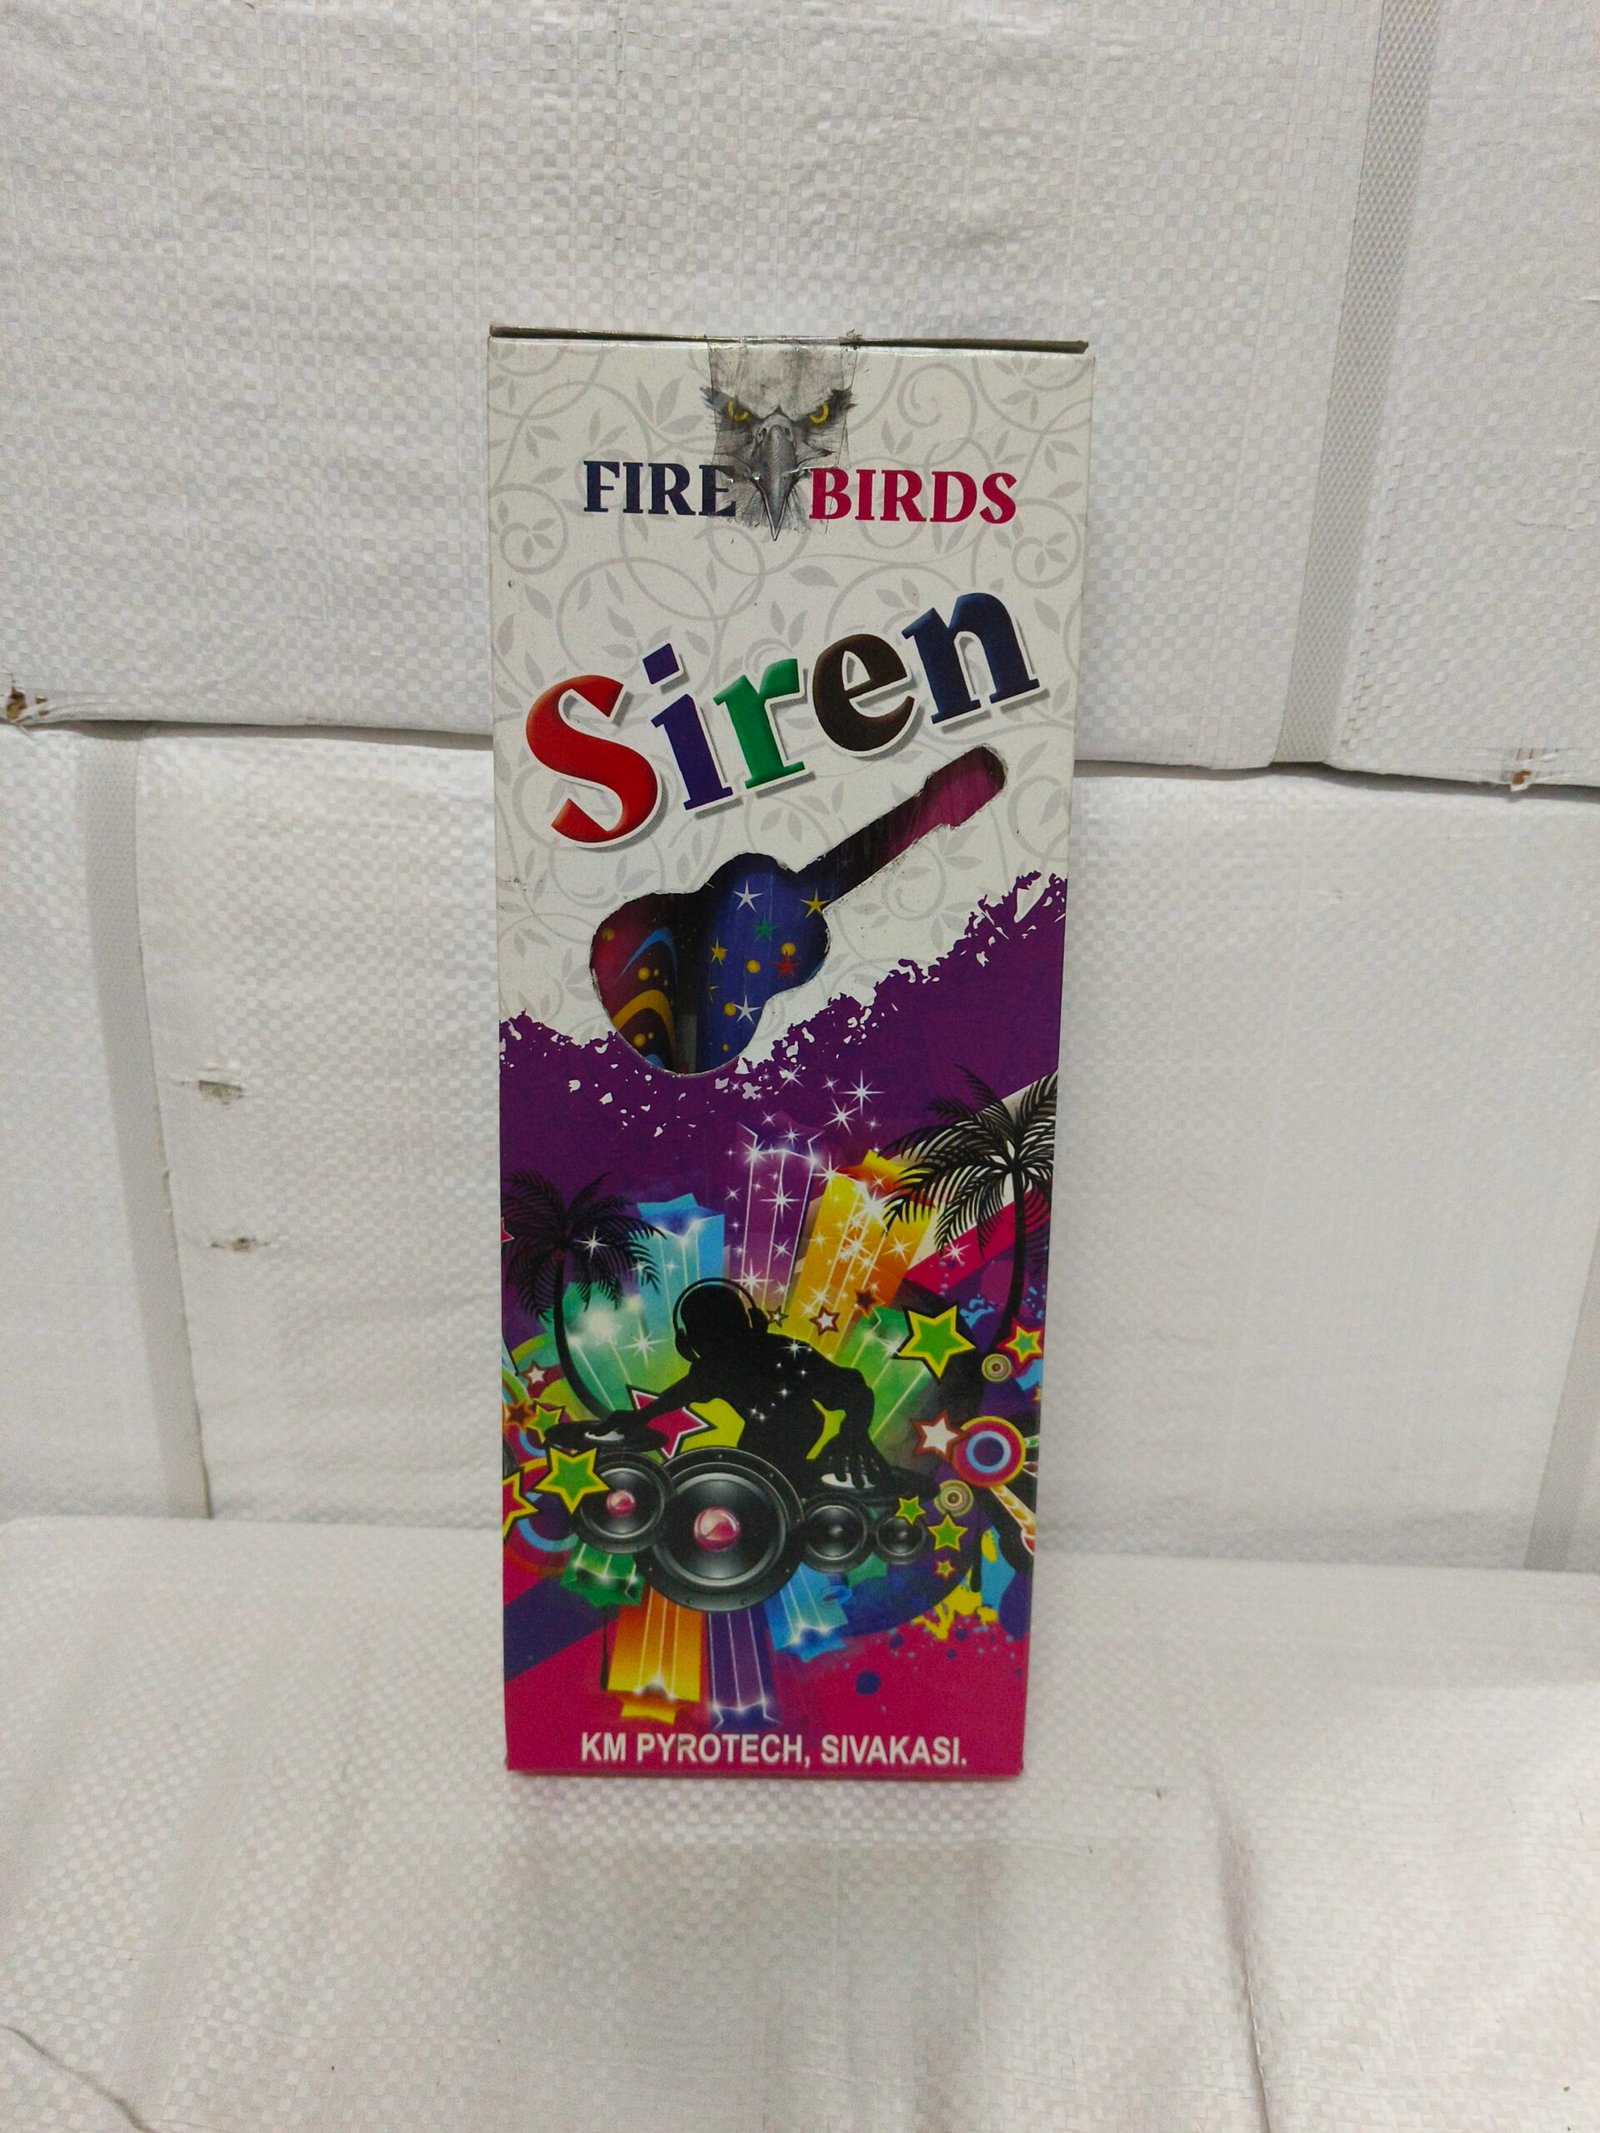 FIRE BIRDS
Siren
KM PYROTECH, SIVAKASI.